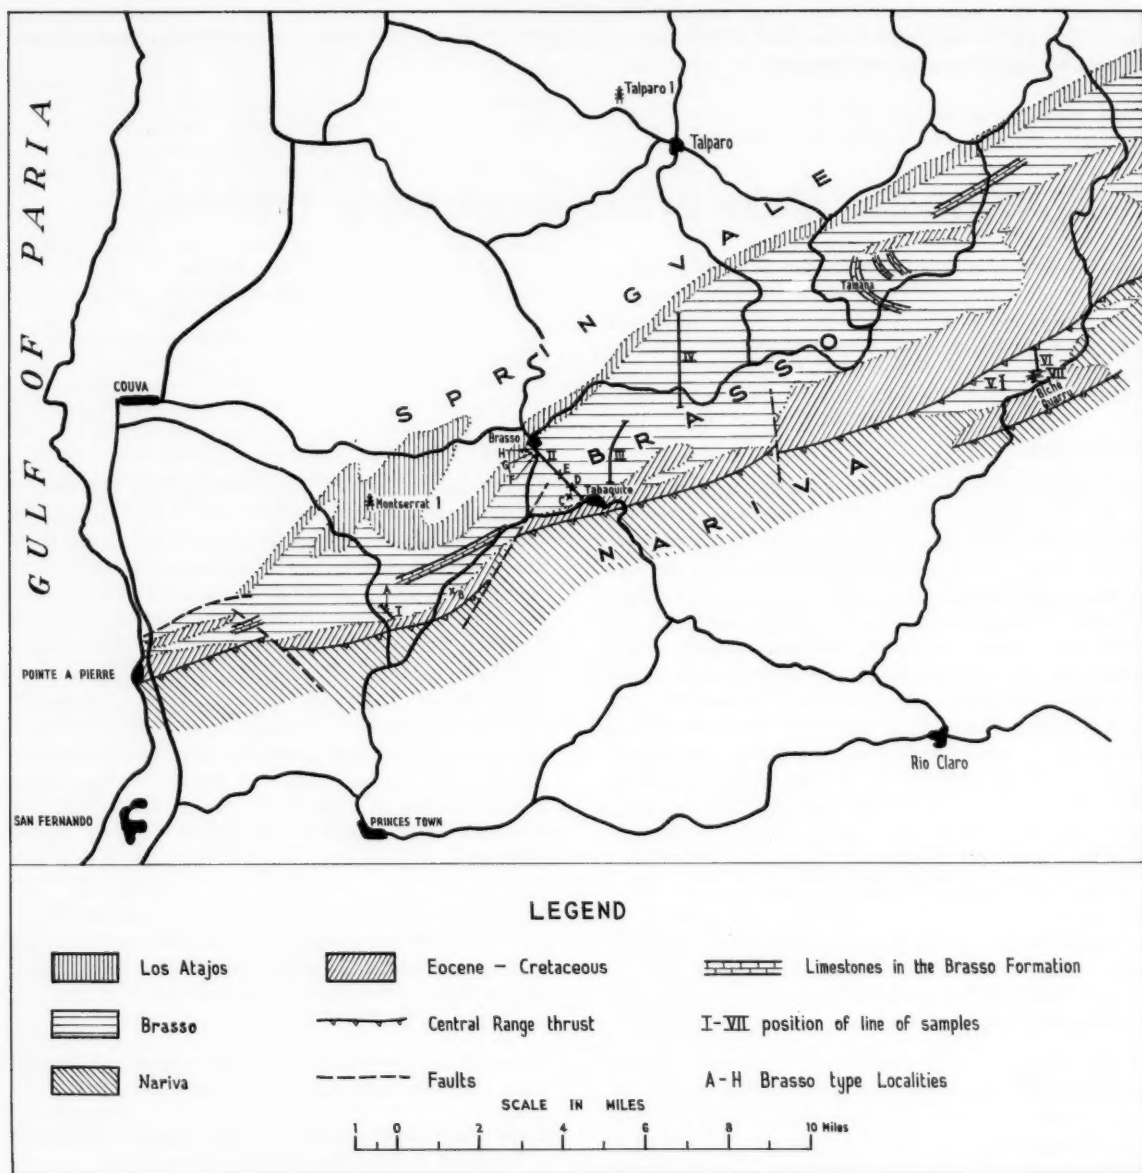 GULF OF PARIA
Talparo 1
Talparo
SPRINGVALE
Tamana
IV
COUVA
VI
V
VII
Biche
Quarry
BRASSO
Brasso
H
G
F
II
E
D
C
III
Tabaquite
Montserrat 1
NARIVA
A
I
B
POINTE A PIERRE
Rio Claro
SAN FERNANDO
PRINCES TOWN
LEGEND
Los Atajos
Eocene – Cretaceous
Limestones in the Brasso Formation
Brasso
Central Range thrust
I-VII position of line of samples
Nariva
Faults
A-H Brasso type Localities
SCALE IN MILES
1 0 2 4 6 8 10 Miles